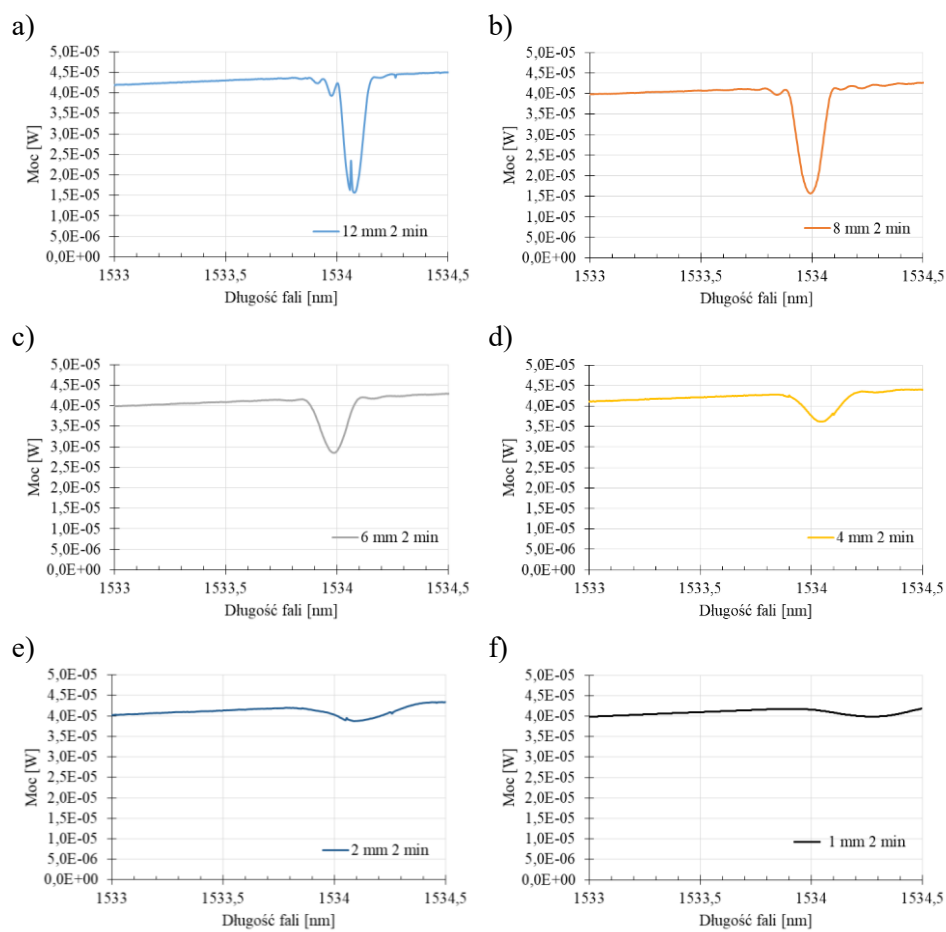 a)
5,0E-05
4,5E-05
4,0E-05
3,5E-05
3,0E-05
2,5E-05
2,0E-05
1,5E-05
1,0E-05
5,0E-06
0,0E+00
Moc [W]
12 mm 2 min
1533 1533,5 1534 1534,5
Długość fali [nm]
b)
5,0E-05
4,5E-05
4,0E-05
3,5E-05
3,0E-05
2,5E-05
2,0E-05
1,5E-05
1,0E-05
5,0E-06
0,0E+00
Moc [W]
8 mm 2 min
1533 1533,5 1534 1534,5
Długość fali [nm]
c)
5,0E-05
4,5E-05
4,0E-05
3,5E-05
3,0E-05
2,5E-05
2,0E-05
1,5E-05
1,0E-05
5,0E-06
0,0E+00
Moc [W]
6 mm 2 min
1533 1533,5 1534 1534,5
Długość fali [nm]
d)
5,0E-05
4,5E-05
4,0E-05
3,5E-05
3,0E-05
2,5E-05
2,0E-05
1,5E-05
1,0E-05
5,0E-06
0,0E+00
Moc [W]
4 mm 2 min
1533 1533,5 1534 1534,5
Długość fali [nm]
e)
5,0E-05
4,5E-05
4,0E-05
3,5E-05
3,0E-05
2,5E-05
2,0E-05
1,5E-05
1,0E-05
5,0E-06
0,0E+00
Moc [W]
2 mm 2 min
1533 1533,5 1534 1534,5
Długość fali [nm]
f)
5,0E-05
4,5E-05
4,0E-05
3,5E-05
3,0E-05
2,5E-05
2,0E-05
1,5E-05
1,0E-05
5,0E-06
0,0E+00
Moc [W]
1 mm 2 min
1533 1533,5 1534 1534,5
Długość fali [nm]